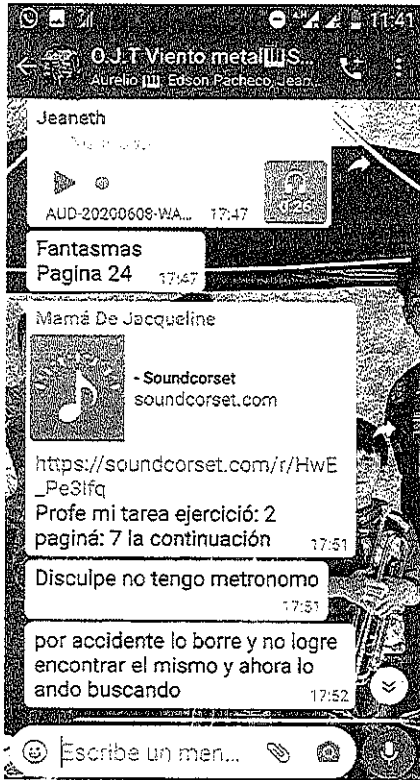 11:41
O.J.T Viento metal🎹S...
Aurelio 🎹, Edson Pacheco, Jean...
Jeaneth
AUD-20200608-WA... 17:47
Fantasmas
Pagina 24 17:47
Mamá De Jacqueline
- Soundcorset
soundcorset.com
https://soundcorset.com/r/HwE
_Pe3Ifq
Profe mi tarea ejercició: 2
paginá: 7 la continuación 17:51
Disculpe no tengo metronomo
17:51
por accidente lo borre y no logre
encontrar el mismo y ahora lo
ando buscando 17:52
Escribe un men...